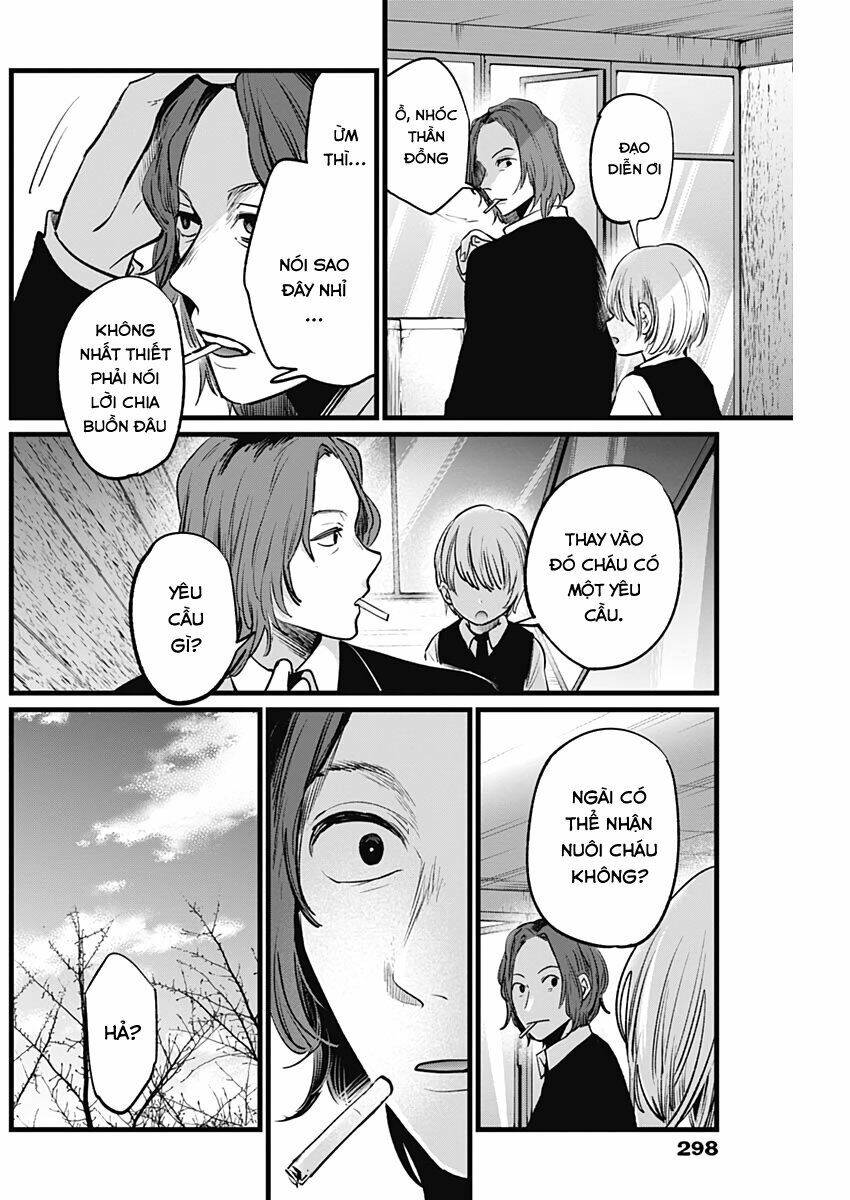 ĐẠO
DIỄN ƠI
Ồ, NHÓC
THẦN
ĐỒNG
ỪM
THÌ...
NÓI SAO
ĐÂY NHỈ
...
KHÔNG
NHẤT THIẾT
PHẢI NÓI
LỜI CHIA
BUỒN ĐÂU
THAY VÀO
ĐÓ CHÁU CÓ
MỘT YÊU
CẦU.
YÊU
CẦU
GÌ?
NGÀI CÓ
THỂ NHẬN
NUÔI CHÁU
KHÔNG?
HẢ?
298